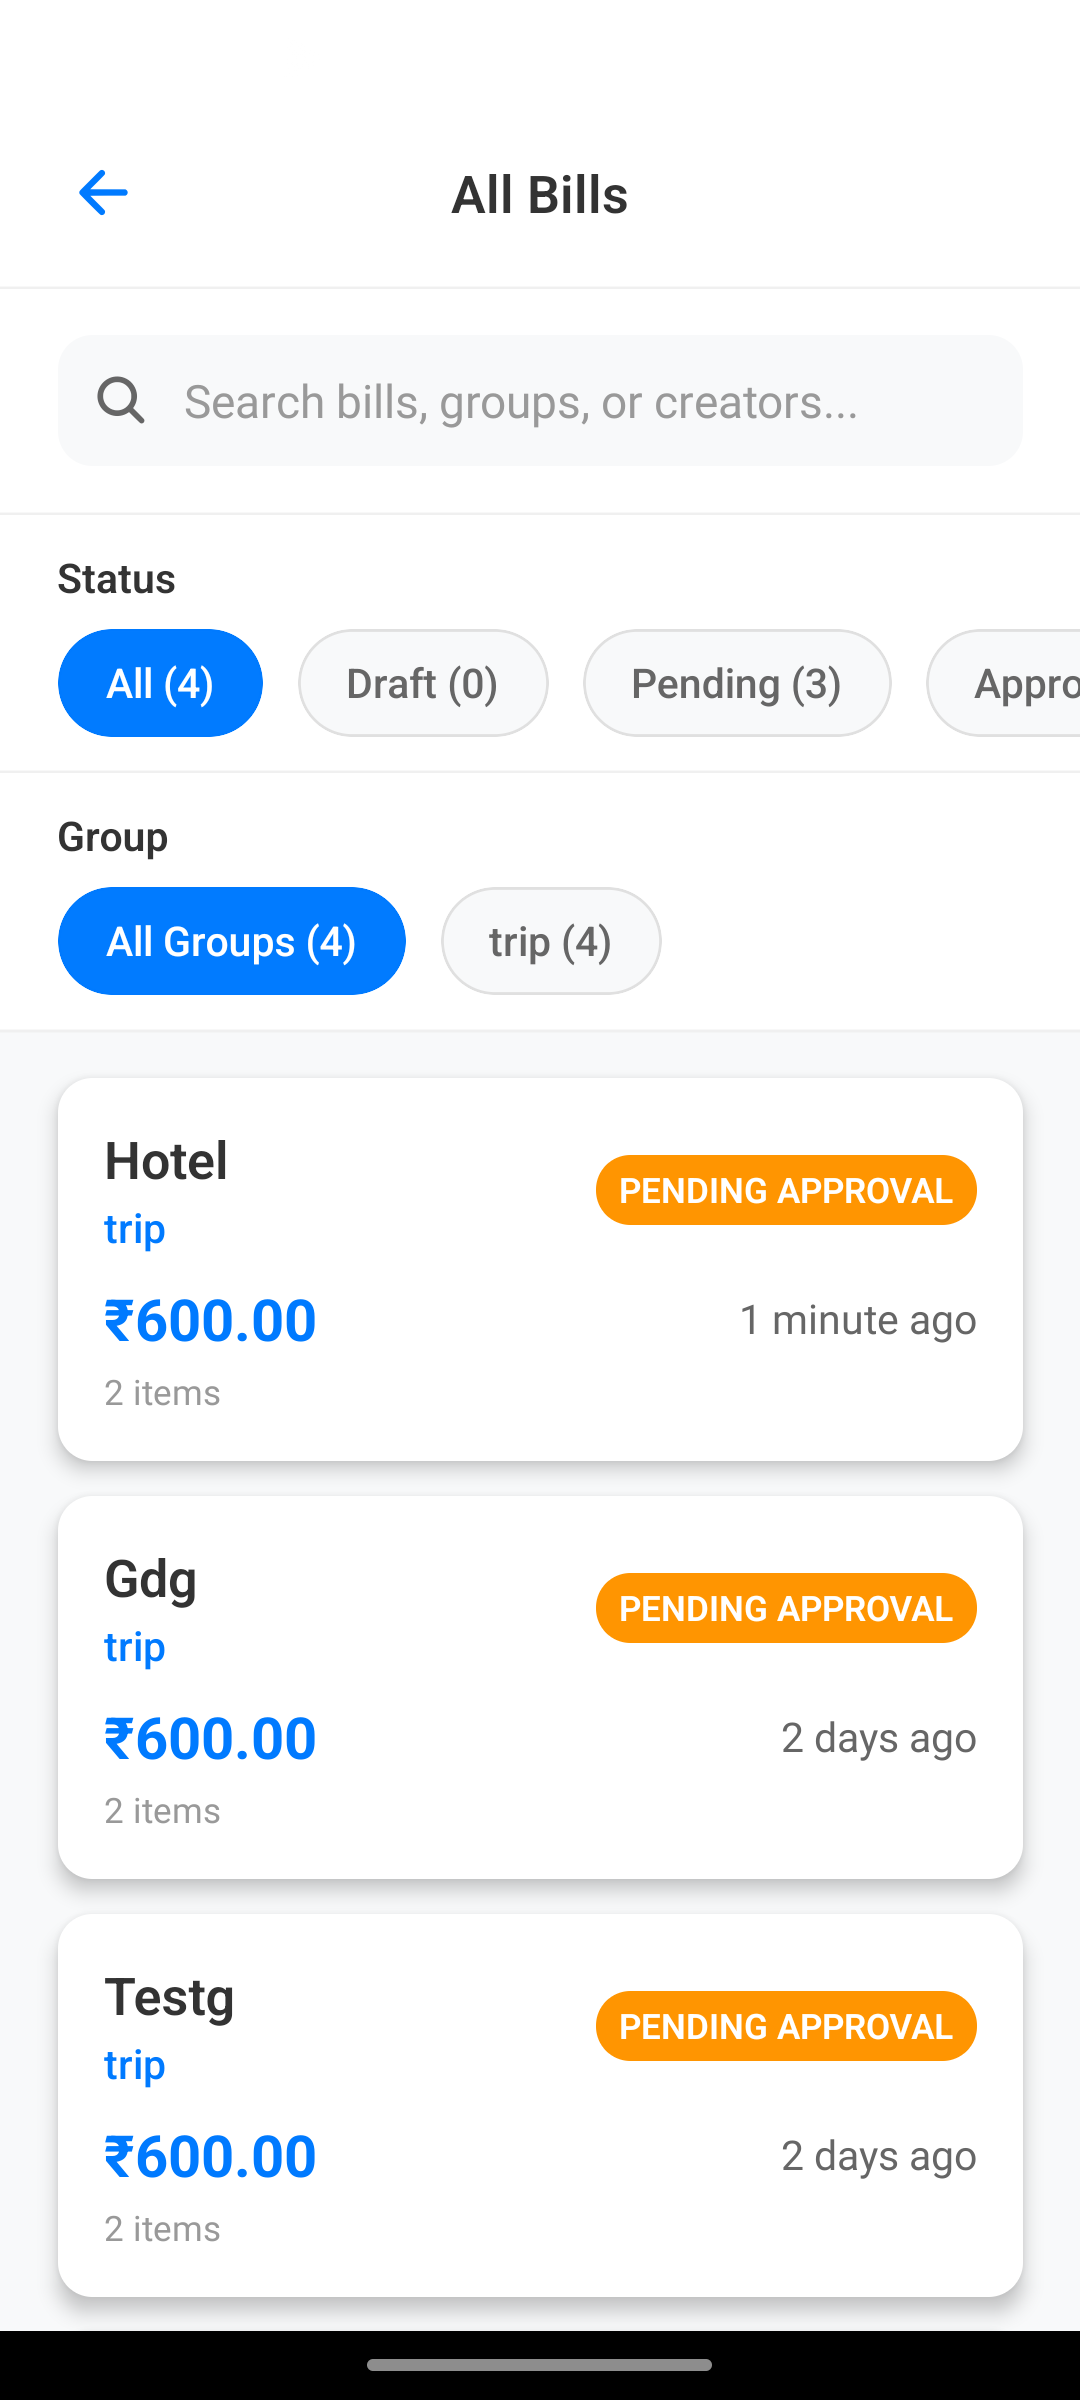 All Bills
Search bills, groups, or creators...
Status
All (4) Draft (0) Pending (3) Appro
Group
All Groups (4) trip (4)
Hotel
PENDING APPROVAL
trip
₹600.00 1 minute ago
2 items
Gdg
PENDING APPROVAL
trip
₹600.00 2 days ago
2 items
Testg
PENDING APPROVAL
trip
₹600.00 2 days ago
2 items